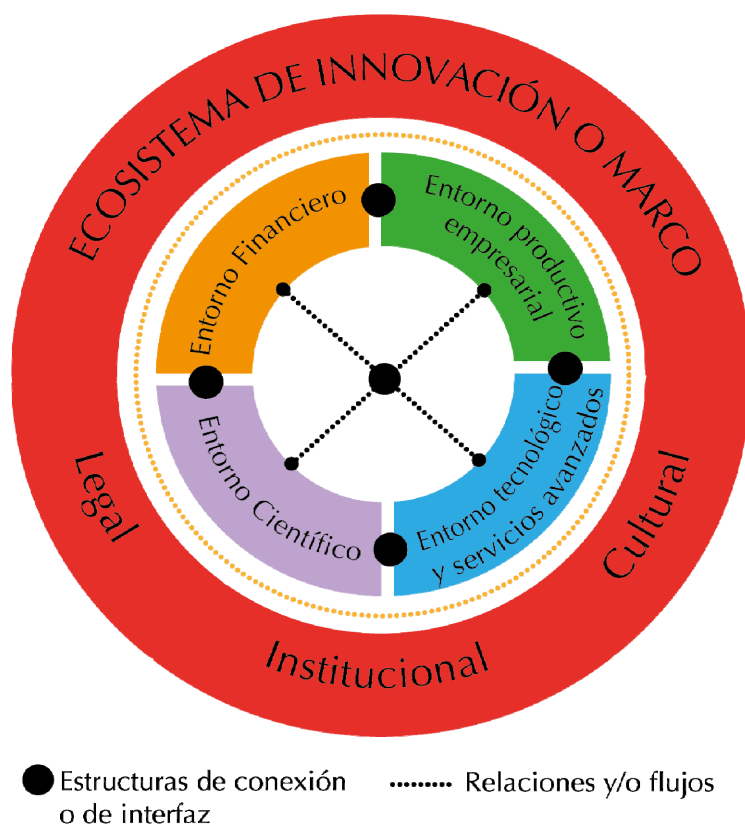 ECOSISTEMA DE INNOVACIÓN O MARCO
Entorno Financiero
Entorno productivo
empresarial
Entorno Científico
Entorno tecnológico
y servicios avanzados
Legal
Institucional
Cultural
Estructuras de conexión
o de interfaz
Relaciones y/o flujos